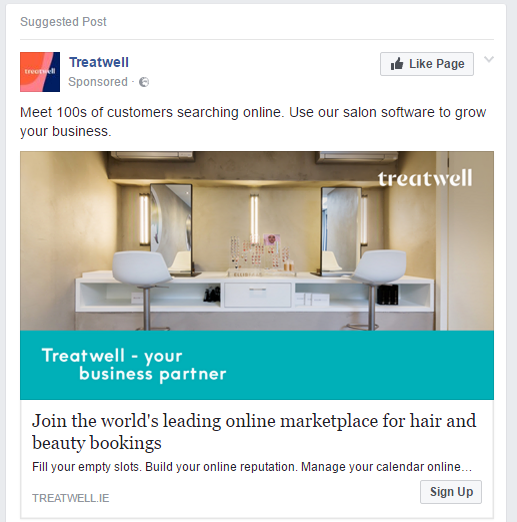 Suggested Post
treatwell
Treatwell
Sponsored ·
Like Page
Meet 100s of customers searching online. Use our salon software to grow
your business.
treatwell
Treatwell - your
business partner
Join the world's leading online marketplace for hair and
beauty bookings
Fill your empty slots. Build your online reputation. Manage your calendar online…
TREATWELL.IE
Sign Up